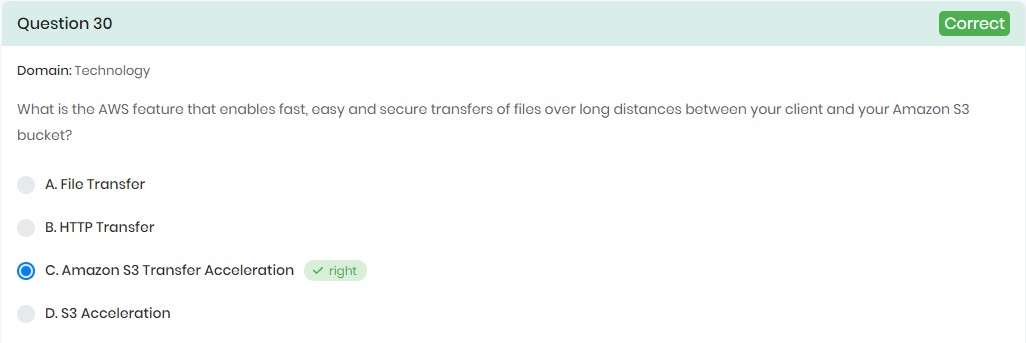 Question 30
Correct
Domain: Technology
What is the AWS feature that enables fast, easy and secure transfers of files over long distances between your client and your Amazon S3
bucket?
A. File Transfer
B. HTTP Transfer
C. Amazon S3 Transfer Acceleration
right
D. S3 Acceleration